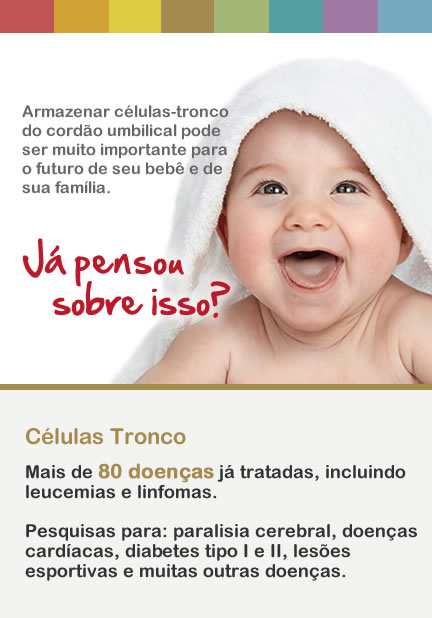 Armazenar células-tronco
do cordão umbilical pode
ser muito importante para
o futuro de seu bebê e de
sua família.
Já pensou
sobre isso?
Células Tronco
Mais de 80 doenças já tratadas, incluindo
leucemias e linfomas.
Pesquisas para: paralisia cerebral, doenças
cardíacas, diabetes tipo I e II, lesões
esportivas e muitas outras doenças.